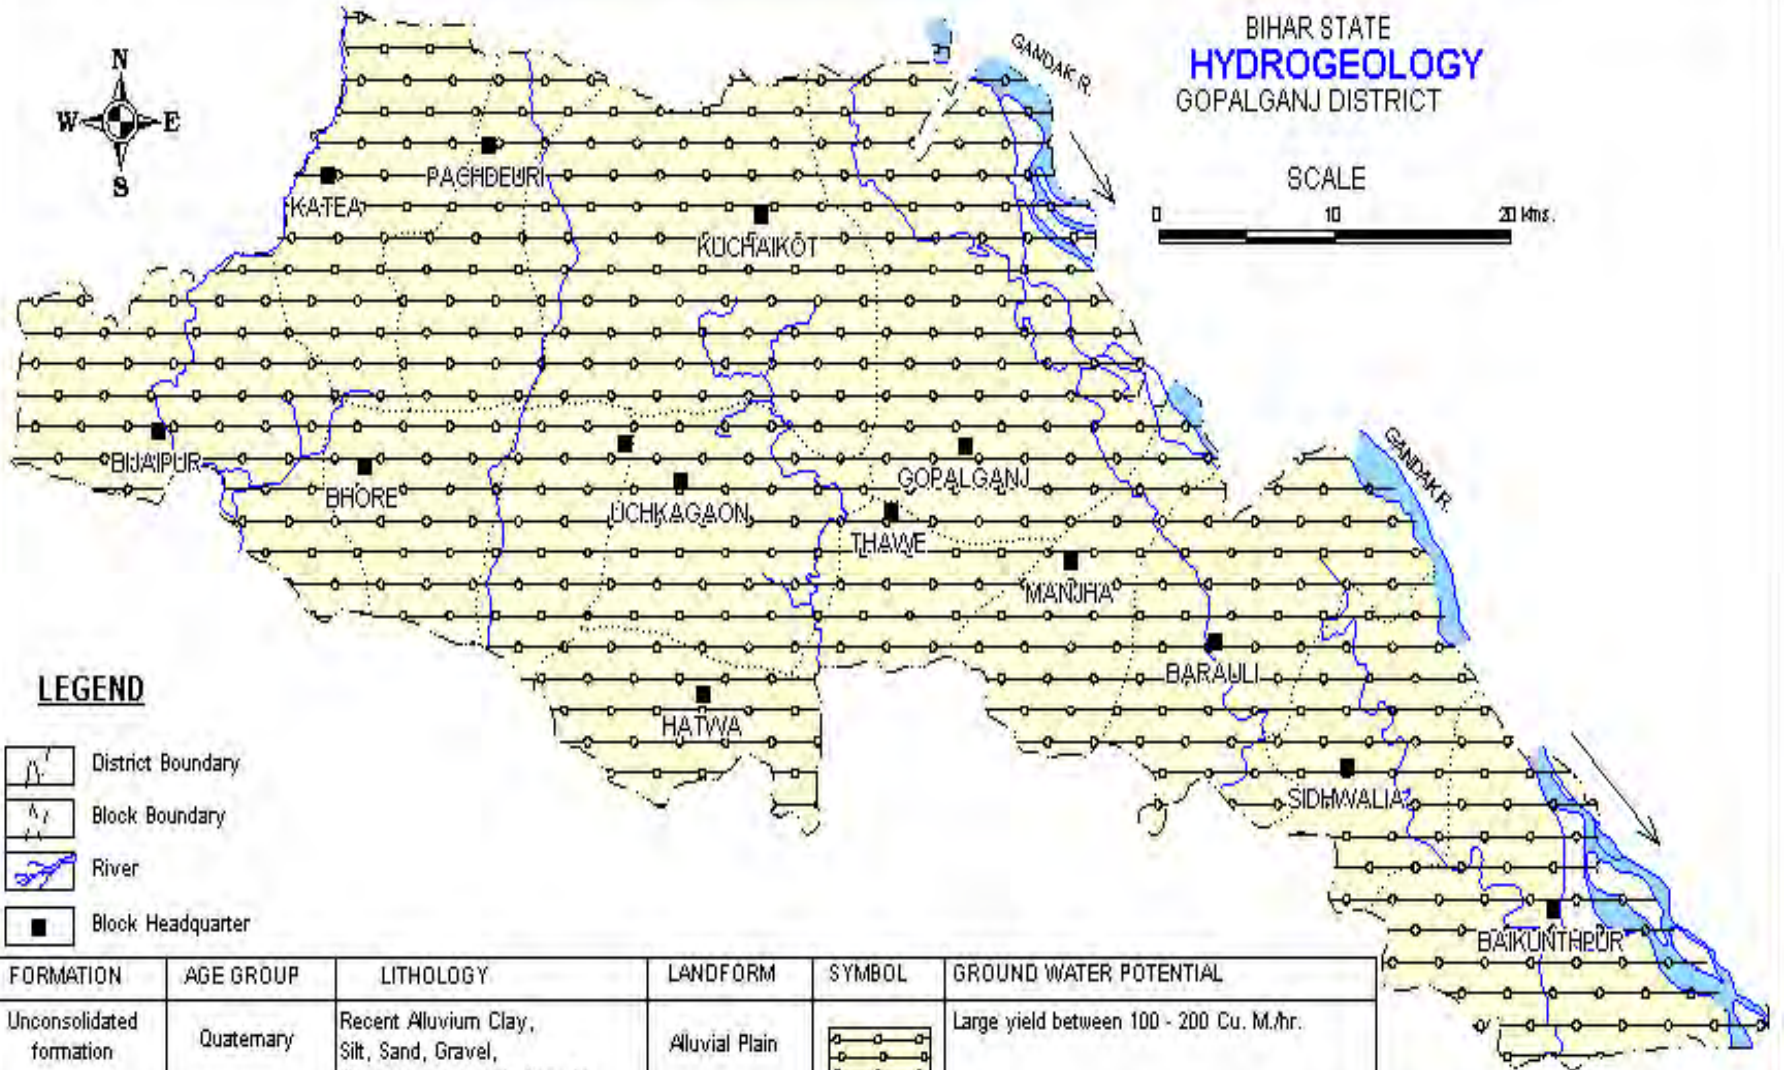 BIHAR STATE
HYDROGEOLOGY
GOPALGANJ DISTRICT
SCALE
0 10 20 kms.
N
W E
S
GANDAK R.
PACHDEURI
KATEA
KUCHAIKOT
GANDAK R.
BIJAIPUR
BHORE
UCHKAGAON
GOPALGANJ
THAWE
MANJHA
BARAULI
HATWA
SIDHWALIA
BAIKUNTHPUR
LEGEND
District Boundary
Block Boundary
River
Block Headquarter
FORMATION AGE GROUP LITHOLOGY LANDFORM SYMBOL GROUND WATER POTENTIAL
Unconsolidated formation Quaternary Recent Alluvium Clay, Silt, Sand, Gravel, Alluvial Plain Large yield between 100 - 200 Cu. M./hr.